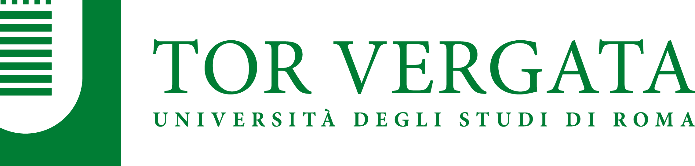 TOR VERGATA
UNIVERSITÀ DEGLI STUDI DI ROMA